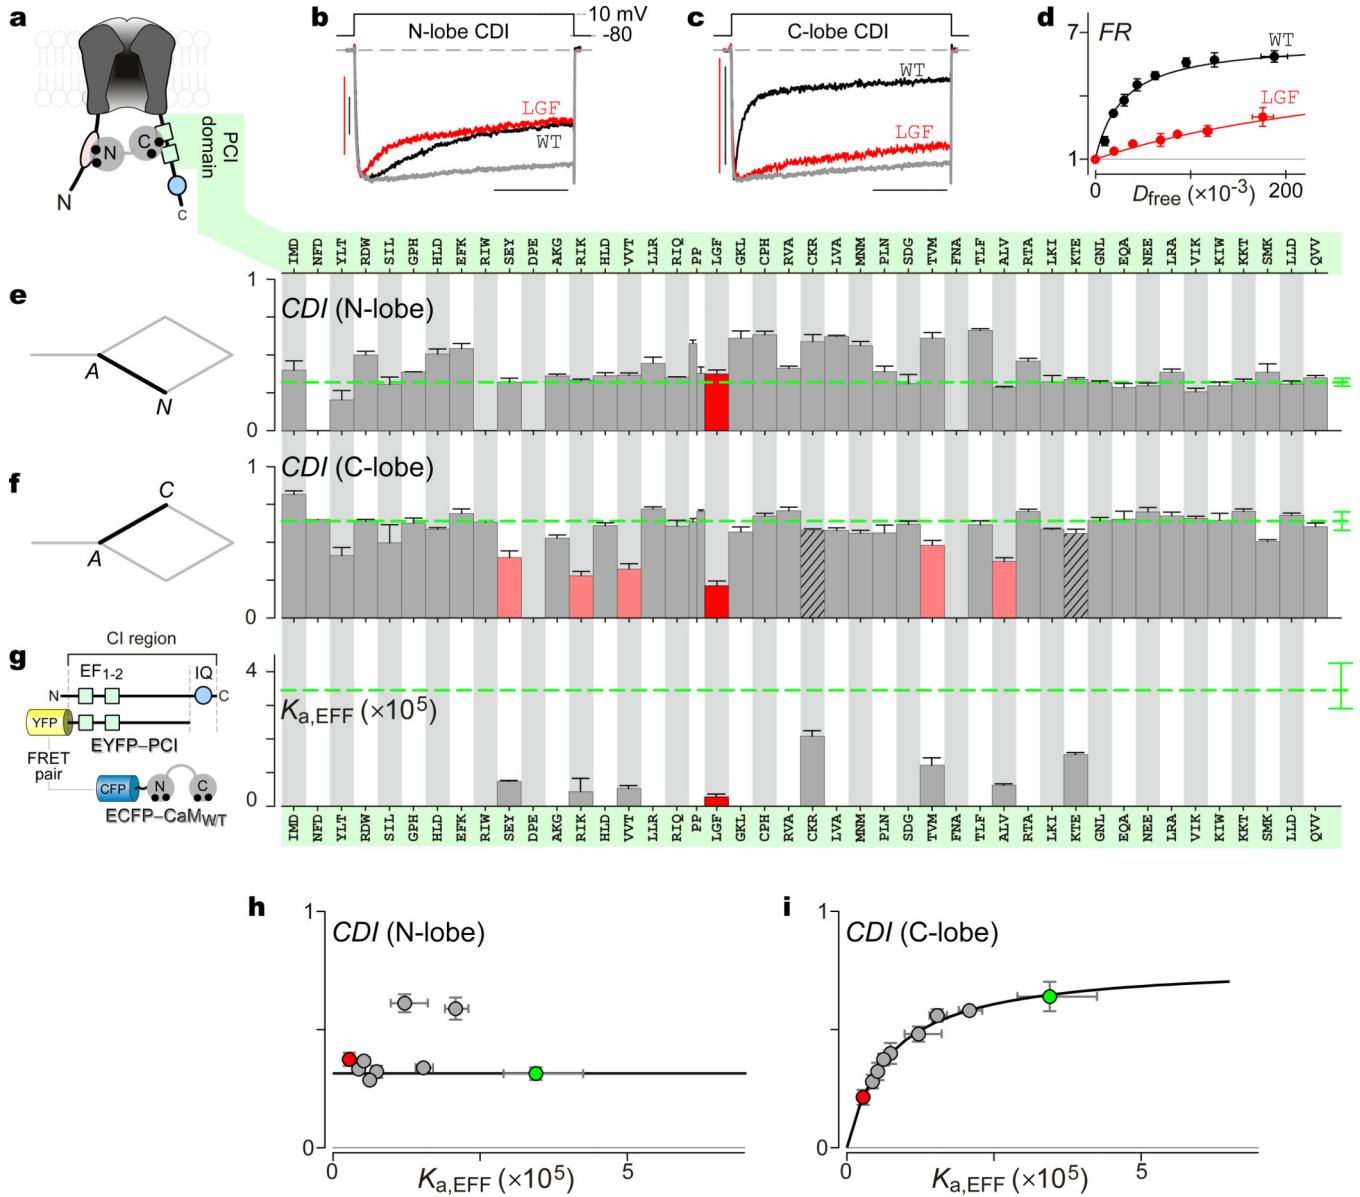 a
N
C
N
C
PCI
domain
b
N-lobe CDI
10 mV
-80
LGF
WT
c
C-lobe CDI
WT
LGF
d
7
FR
WT
LGF
1
0
200
Dfree (×10-3)
IMD NFD YLT RDW SIL GPH HLD EFK RIW SEY DPE AKG RIK HLD VVT LLR RIQ PP LGF GKL CPH RVA CKR LVA MNM PLN SDG TVM FNA TLF ALV RTA LKI KTE GNL EQA NEE LRA VIK KIW KKT SMK LLD QVV
e
A
N
1
CDI (N-lobe)
0
f
C
A
1
CDI (C-lobe)
0
g
CI region
EF1-2
IQ
N
C
YFP
EYFP–PCI
FRET
pair
CFP
N
C
ECFP–CaMWT
4
Ka,EFF (×105)
0
IMD NFD YLT RDW SIL GPH HLD EFK RIW SEY DPE AKG RIK HLD VVT LLR RIQ PP LGF GKL CPH RVA CKR LVA MNM PLN SDG TVM FNA TLF ALV RTA LKI KTE GNL EQA NEE LRA VIK KIW KKT SMK LLD QVV
h
1
CDI (N-lobe)
0
0
5
Ka,EFF (×105)
i
1
CDI (C-lobe)
0
0
5
Ka,EFF (×105)